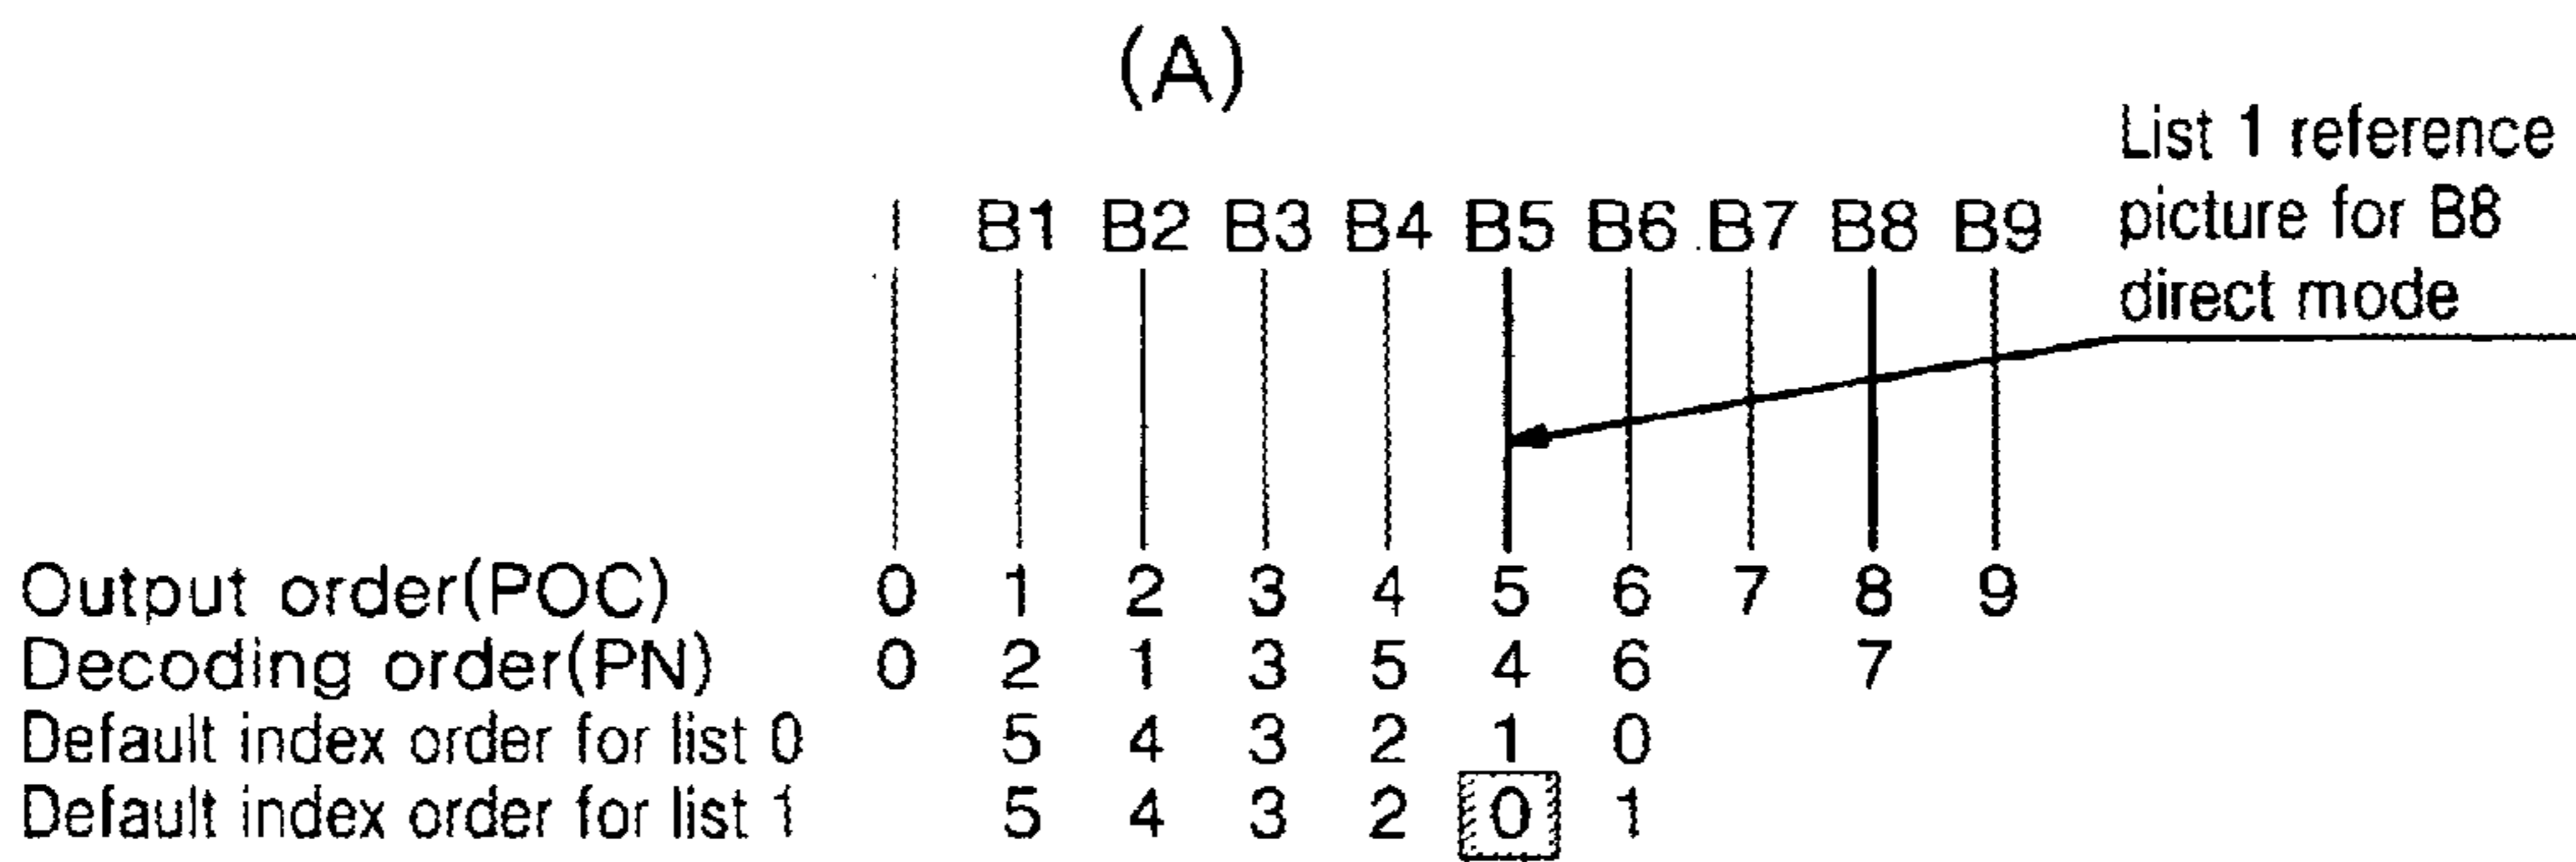 (A)
List 1 reference
picture for B8
direct mode
I B1 B2 B3 B4 B5 B6 B7 B8 B9
Output order(POC) 0 1 2 3 4 5 6 7 8 9
Decoding order(PN) 0 2 1 3 5 4 6 7
Default index order for list 0 5 4 3 2 1 0
Default index order for list 1 5 4 3 2 0 1